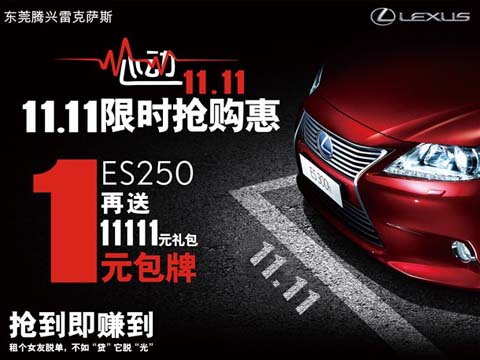 东莞腾兴雷克萨斯
LEXUS
心动
11.11
11.11限时抢购惠
ES250
再送
11111元礼包
1元包牌
ES 300h
11.11
抢到即赚到
租个女友脱单，不如“贷”它脱“光”